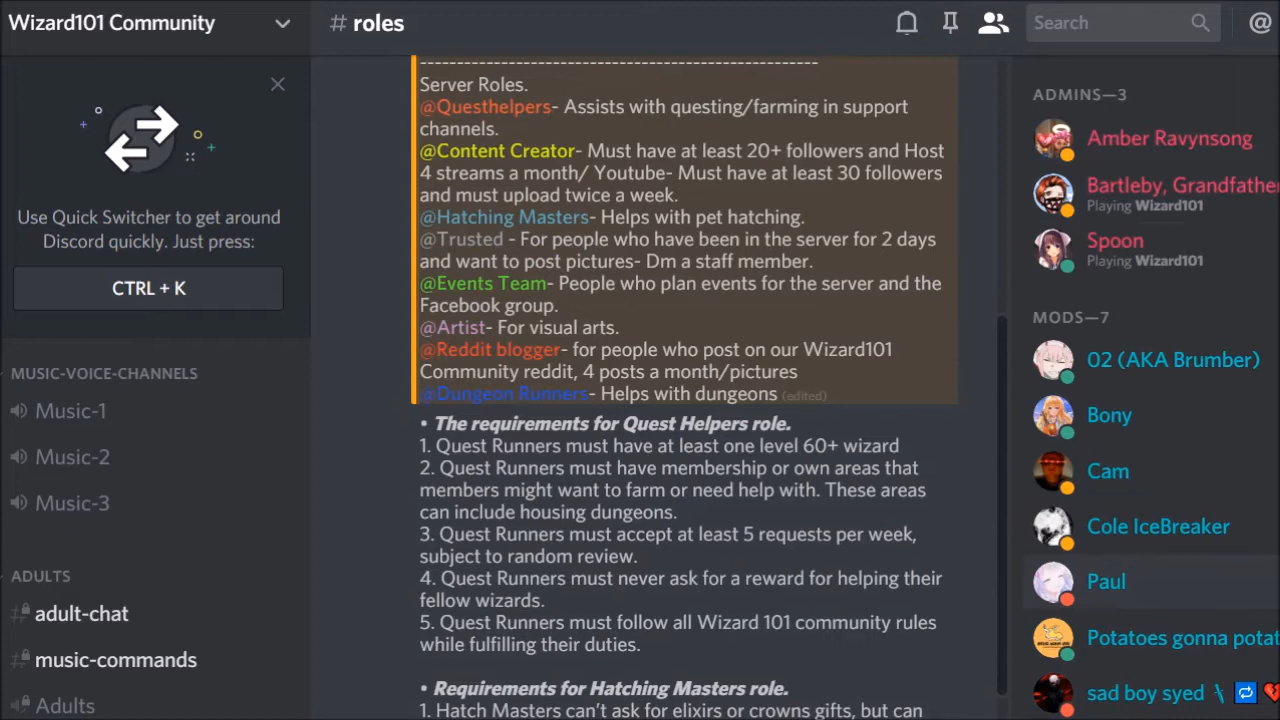 Wizard101 Community
# roles
Search
@
Use Quick Switcher to get around
Discord quickly. Just press:
CTRL + K
MUSIC-VOICE-CHANNELS
Music-1
Music-2
Music-3
ADULTS
adult-chat
music-commands
Adults
----------------------------------------------------
Server Roles.
@Questhelpers- Assists with questing/farming in support
channels.
@Content Creator- Must have at least 20+ followers and Host
4 streams a month/ Youtube- Must have at least 30 followers
and must upload twice a week.
@Hatching Masters- Helps with pet hatching.
@Trusted - For people who have been in the server for 2 days
and want to post pictures- Dm a staff member.
@Events Team- People who plan events for the server and the
Facebook group.
@Artist- For visual arts.
@Reddit blogger- for people who post on our Wizard101
Community reddit, 4 posts a month/pictures
@Dungeon Runners- Helps with dungeons (edited)
• The requirements for Quest Helpers role.
1. Quest Runners must have at least one level 60+ wizard
2. Quest Runners must have membership or own areas that
members might want to farm or need help with. These areas
can include housing dungeons.
3. Quest Runners must accept at least 5 requests per week,
subject to random review.
4. Quest Runners must never ask for a reward for helping their
fellow wizards.
5. Quest Runners must follow all Wizard 101 community rules
while fulfilling their duties.
• Requirements for Hatching Masters role.
1. Hatch Masters can't ask for elixirs or crowns gifts, but can
ADMINS—3
Amber Ravynsong
Bartleby, Grandfather
Playing Wizard101
Spoon
Playing Wizard101
MODS—7
02 (AKA Brumber)
Bony
Cam
Cole IceBreaker
Paul
Potatoes gonna potat
sad boy syed